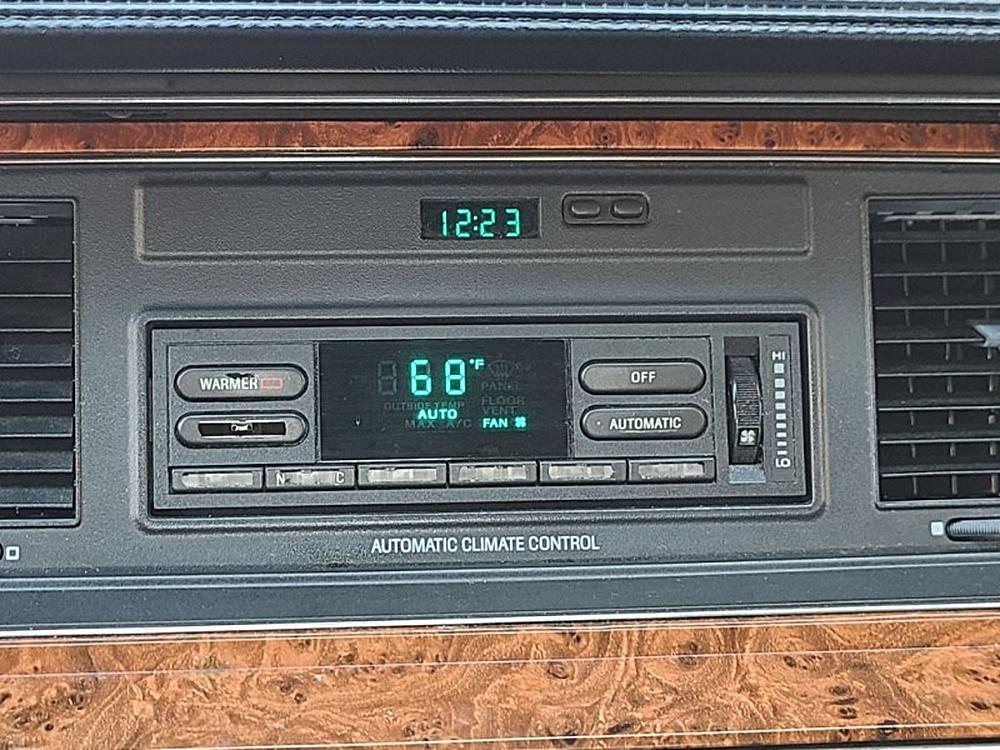 12:23
WARMER
68°F
PANEL
OUTSIDE TEMP
FLOOR
AUTO
VENT
MAX A/C
FAN
OFF
AUTOMATIC
HI
LO
N C
AUTOMATIC CLIMATE CONTROL